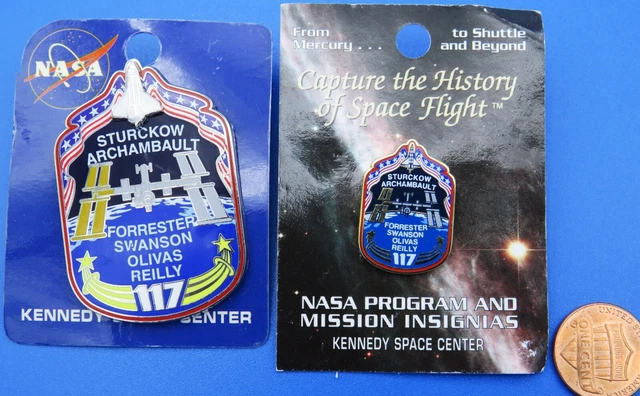 NASA
STURCKOW
ARCHAMBAULT
FORRESTER
SWANSON
OLIVAS
REILLY
117
KENNEDY CENTER
From to Shuttle
Mercury . . . and Beyond
Capture the History
of Space Flight™
STURCKOW
ARCHAMBAULT
FORRESTER
SWANSON
OLIVAS
REILLY
117
NASA PROGRAM AND
MISSION INSIGNIAS
KENNEDY SPACE CENTER
UNITED
ONE CENT